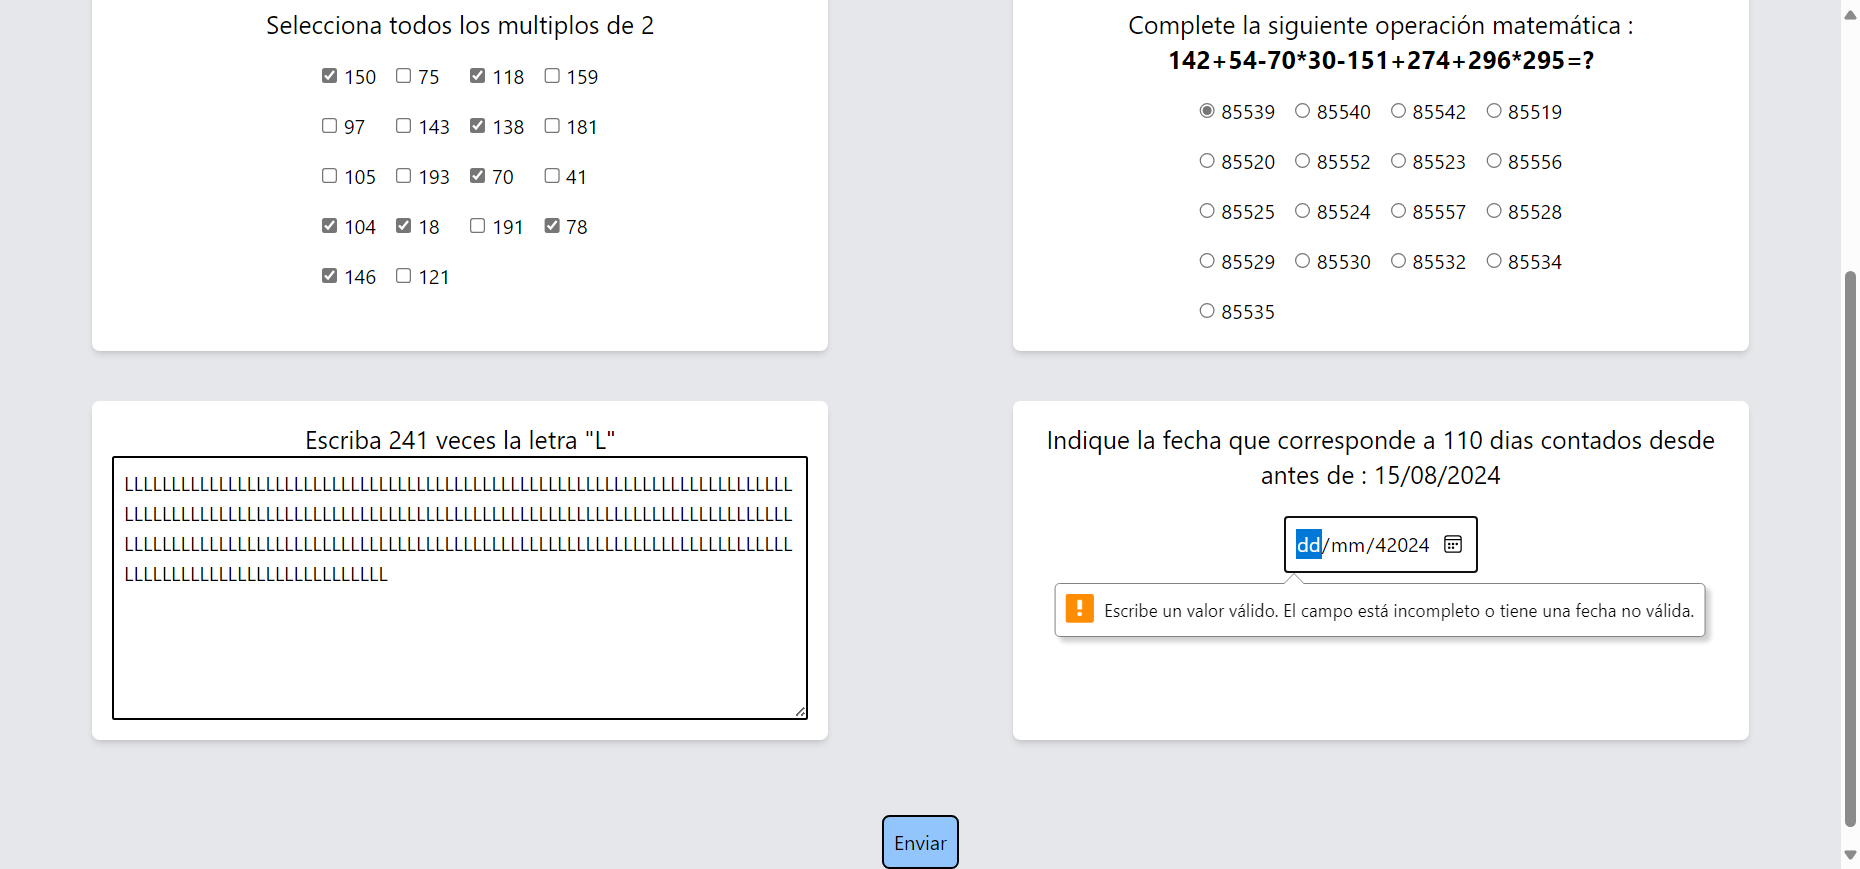 Selecciona todos los multiplos de 2
150 75 118 159
97 143 138 181
105 193 70 41
104 18 191 78
146 121
Complete la siguiente operación matemática :
142+54-70*30-151+274+296*295=?
85539 85540 85542 85519
85520 85552 85523 85556
85525 85524 85557 85528
85529 85530 85532 85534
85535
Escriba 241 veces la letra "L"
LLLLLLLLLLLLLLLLLLLLLLLLLLLLLLLLLLLLLLLLLLLLLLLLLLLLLLLLLLLLLLLLLLLLLLL
LLLLLLLLLLLLLLLLLLLLLLLLLLLLLLLLLLLLLLLLLLLLLLLLLLLLLLLLLLLLLLLLLLLLLLL
LLLLLLLLLLLLLLLLLLLLLLLLLLLLLLLLLLLLLLLLLLLLLLLLLLLLLLLLLLLLLLLLLLLLLLL
LLLLLLLLLLLLLLLLLLLLLLLLLLLL
Indique la fecha que corresponde a 110 dias contados desde
antes de : 15/08/2024
dd/mm/42024
Escribe un valor válido. El campo está incompleto o tiene una fecha no válida.
Enviar